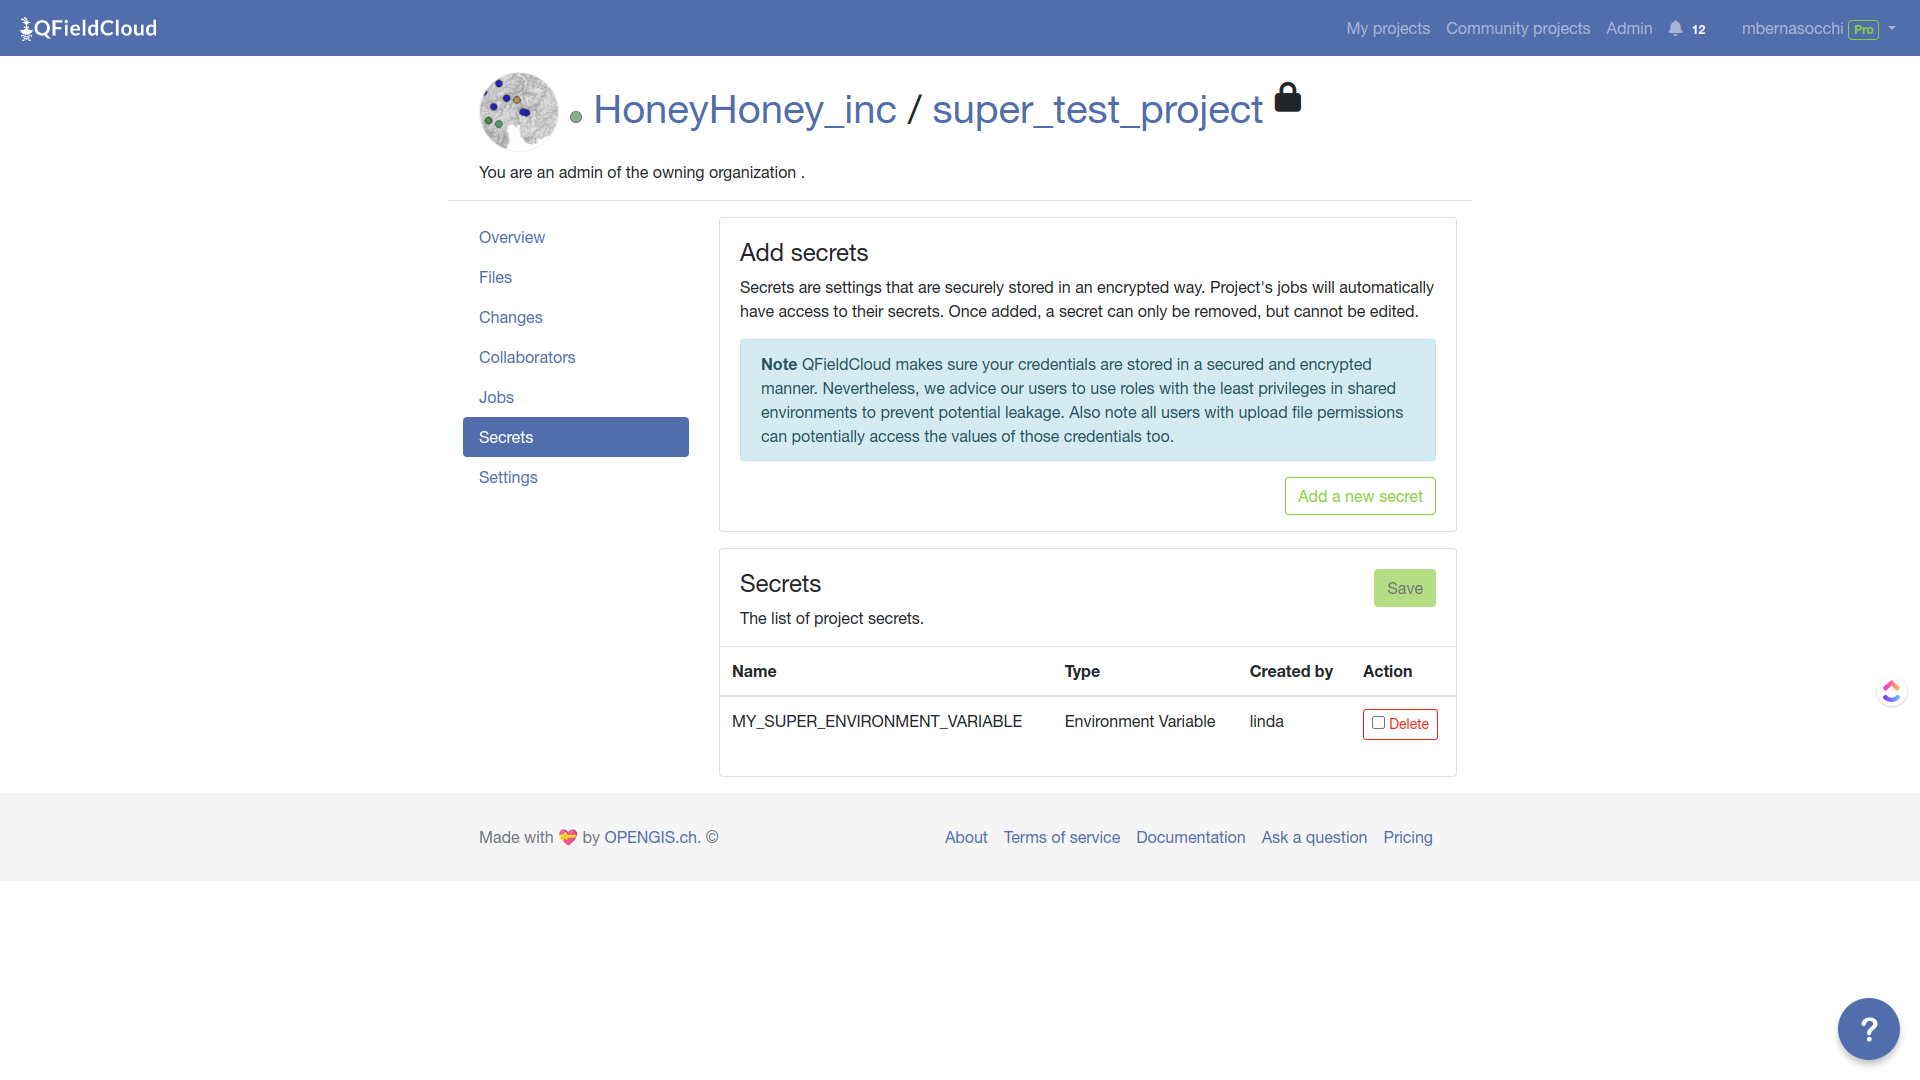 QFieldCloud
My projects Community projects Admin 12 mbernasocchi Pro
HoneyHoney_inc / super_test_project
You are an admin of the owning organization .
Overview
Files
Changes
Collaborators
Jobs
Secrets
Settings
Add secrets
Secrets are settings that are securely stored in an encrypted way. Project's jobs will automatically
have access to their secrets. Once added, a secret can only be removed, but cannot be edited.
Note QFieldCloud makes sure your credentials are stored in a secured and encrypted
manner. Nevertheless, we advice our users to use roles with the least privileges in shared
environments to prevent potential leakage. Also note all users with upload file permissions
can potentially access the values of those credentials too.
Add a new secret
Secrets
Save
The list of project secrets.
Name Type Created by Action
MY_SUPER_ENVIRONMENT_VARIABLE Environment Variable linda Delete
Made with 💝 by OPENGIS.ch. ©
About Terms of service Documentation Ask a question Pricing
?